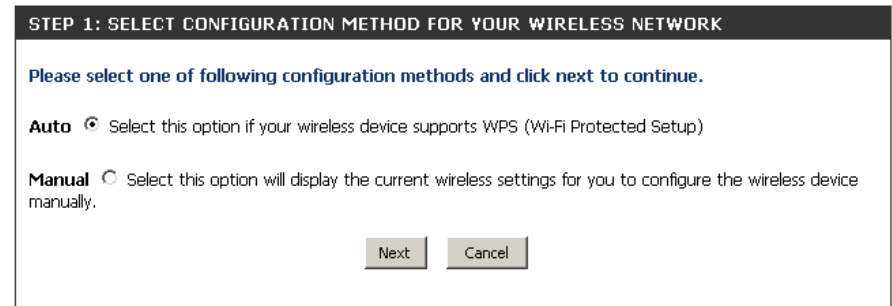 STEP 1: SELECT CONFIGURATION METHOD FOR YOUR WIRELESS NETWORK
Please select one of following configuration methods and click next to continue.
Auto Select this option if your wireless device supports WPS (Wi-Fi Protected Setup)
Manual Select this option will display the current wireless settings for you to configure the wireless device
manually.
Next Cancel